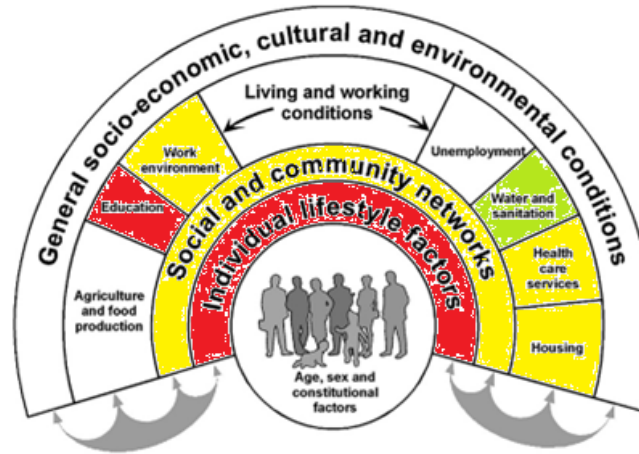 General socio-economic, cultural and environmental conditions
Living and working
conditions
Work
environment
Unemployment
Education
Water and
sanitation
Agriculture
and food
production
Health
care
services
Housing
Social and community networks
Individual lifestyle factors
Age, sex and
constitutional
factors